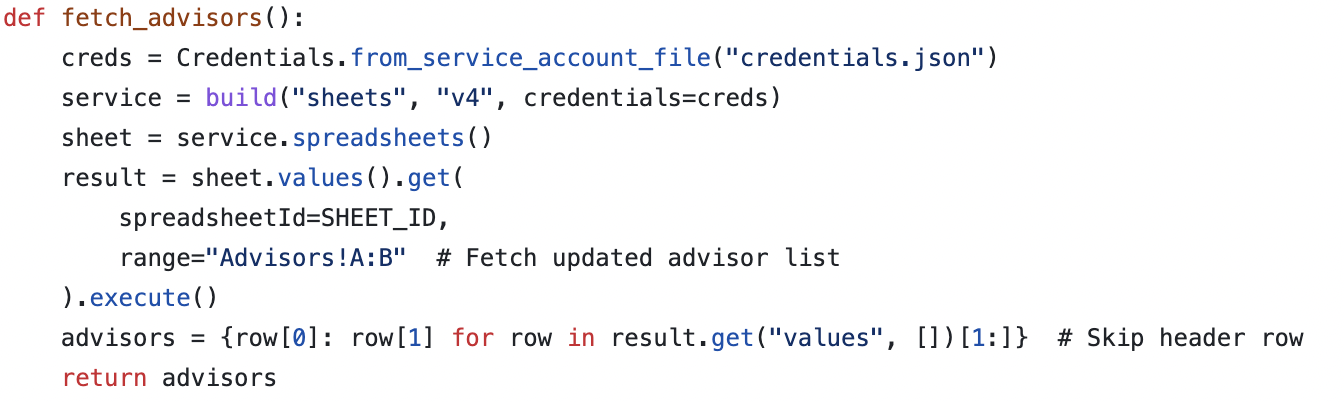 def fetch_advisors():
    creds = Credentials.from_service_account_file("credentials.json")
    service = build("sheets", "v4", credentials=creds)
    sheet = service.spreadsheets()
    result = sheet.values().get(
        spreadsheetId=SHEET_ID,
        range="Advisors!A:B"  # Fetch updated advisor list
    ).execute()
    advisors = {row[0]: row[1] for row in result.get("values", [])[1:]}  # Skip header row
    return advisors